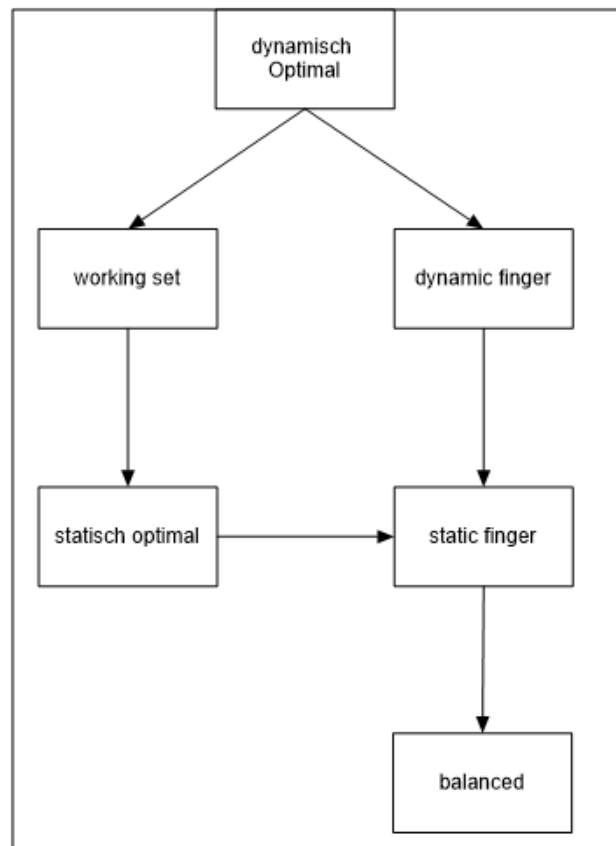 dynamisch
Optimal
working set
dynamic finger
statisch optimal
static finger
balanced